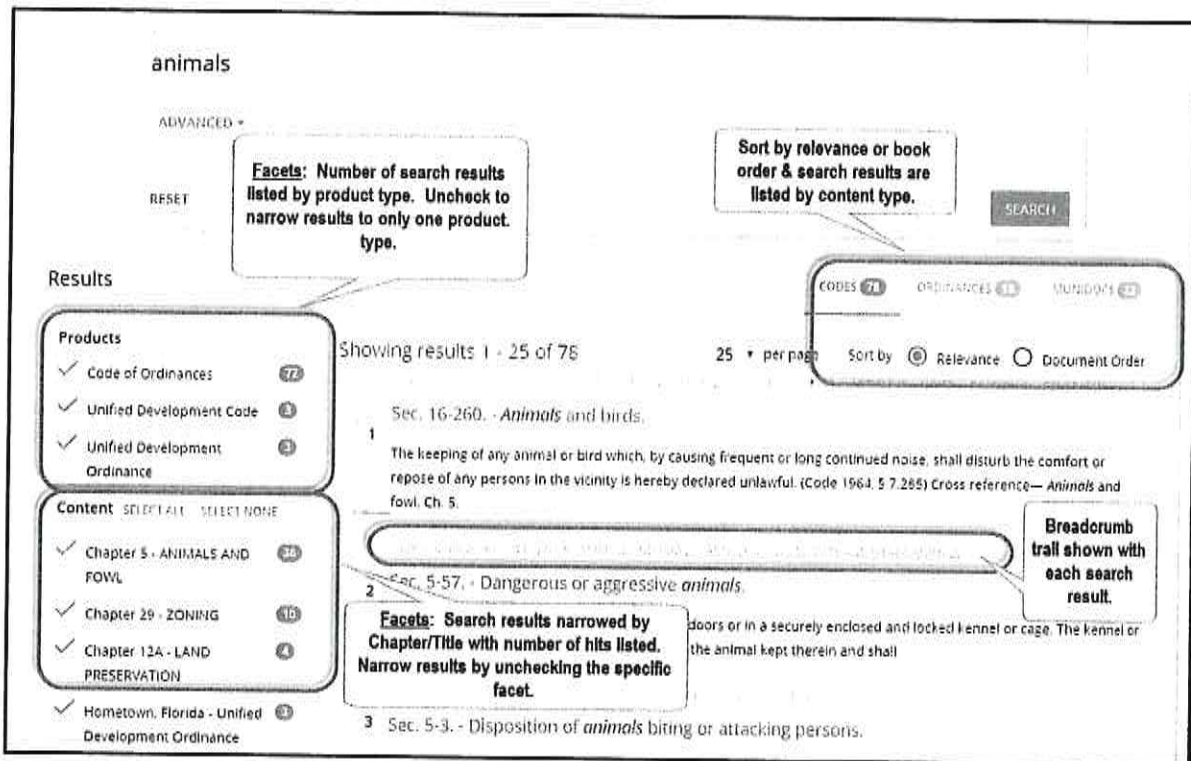 animals
ADVANCED
Facets: Number of search results
listed by product type. Uncheck to
narrow results to only one product
type.
Sort by relevance or book
order & search results are
listed by content type.
RESET
SEARCH
Results
CODES 78 ORDINANCES MUNIDOCS
Products
Showing results 1 - 25 of 78
25 per page Sort by Relevance Document Order
Code of Ordinances 72
Unified Development Code 3
Unified Development
Ordinance 3
1 Sec. 16-260. - Animals and birds.
The keeping of any animal or bird which, by causing frequent or long continued noise, shall disturb the comfort or
repose of any persons in the vicinity is hereby declared unlawful. (Code 1964, § 7.265) Cross reference— Animals and
fowl, Ch. 5.
Content SELECT ALL SELECT NONE
Chapter 5 - ANIMALS AND
FOWL
Chapter 29 - ZONING 10
Chapter 12A - LAND
PRESERVATION 4
Hometown, Florida - Unified
Development Ordinance 3
Breadcrumb
trail shown with
each search
result.
2 Sec. 5-57. - Dangerous or aggressive animals.
Facets: Search results narrowed by
Chapter/Title with number of hits listed.
Narrow results by unchecking the specific
facet.
doors or in a securely enclosed and locked kennel or cage. The kennel or
the animal kept therein and shall
3 Sec. 5-3. - Disposition of animals biting or attacking persons.